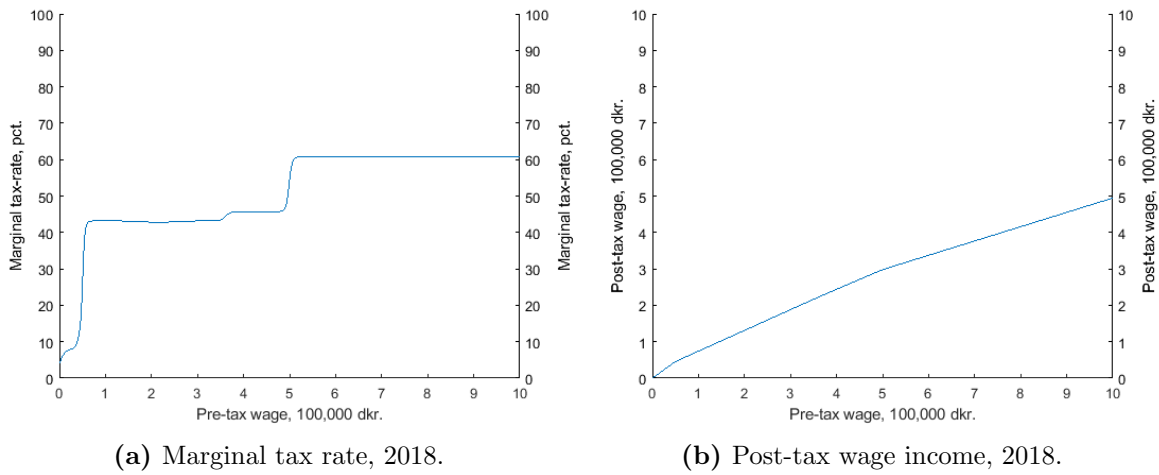 100 100
90 90
80 80
70 70
60 60
50 50
40 40
30 30
20 20
10 10
0 0
0 1 2 3 4 5 6 7 8 9 10
Marginal tax-rate, pct.
Marginal tax-rate, pct.
Pre-tax wage, 100,000 dkr.
(a) Marginal tax rate, 2018.
10 10
9 9
8 8
7 7
6 6
5 5
4 4
3 3
2 2
1 1
0 0
0 1 2 3 4 5 6 7 8 9 10
Post-tax wage, 100,000 dkr.
Post-tax wage, 100,000 dkr.
Pre-tax wage, 100,000 dkr.
(b) Post-tax wage income, 2018.